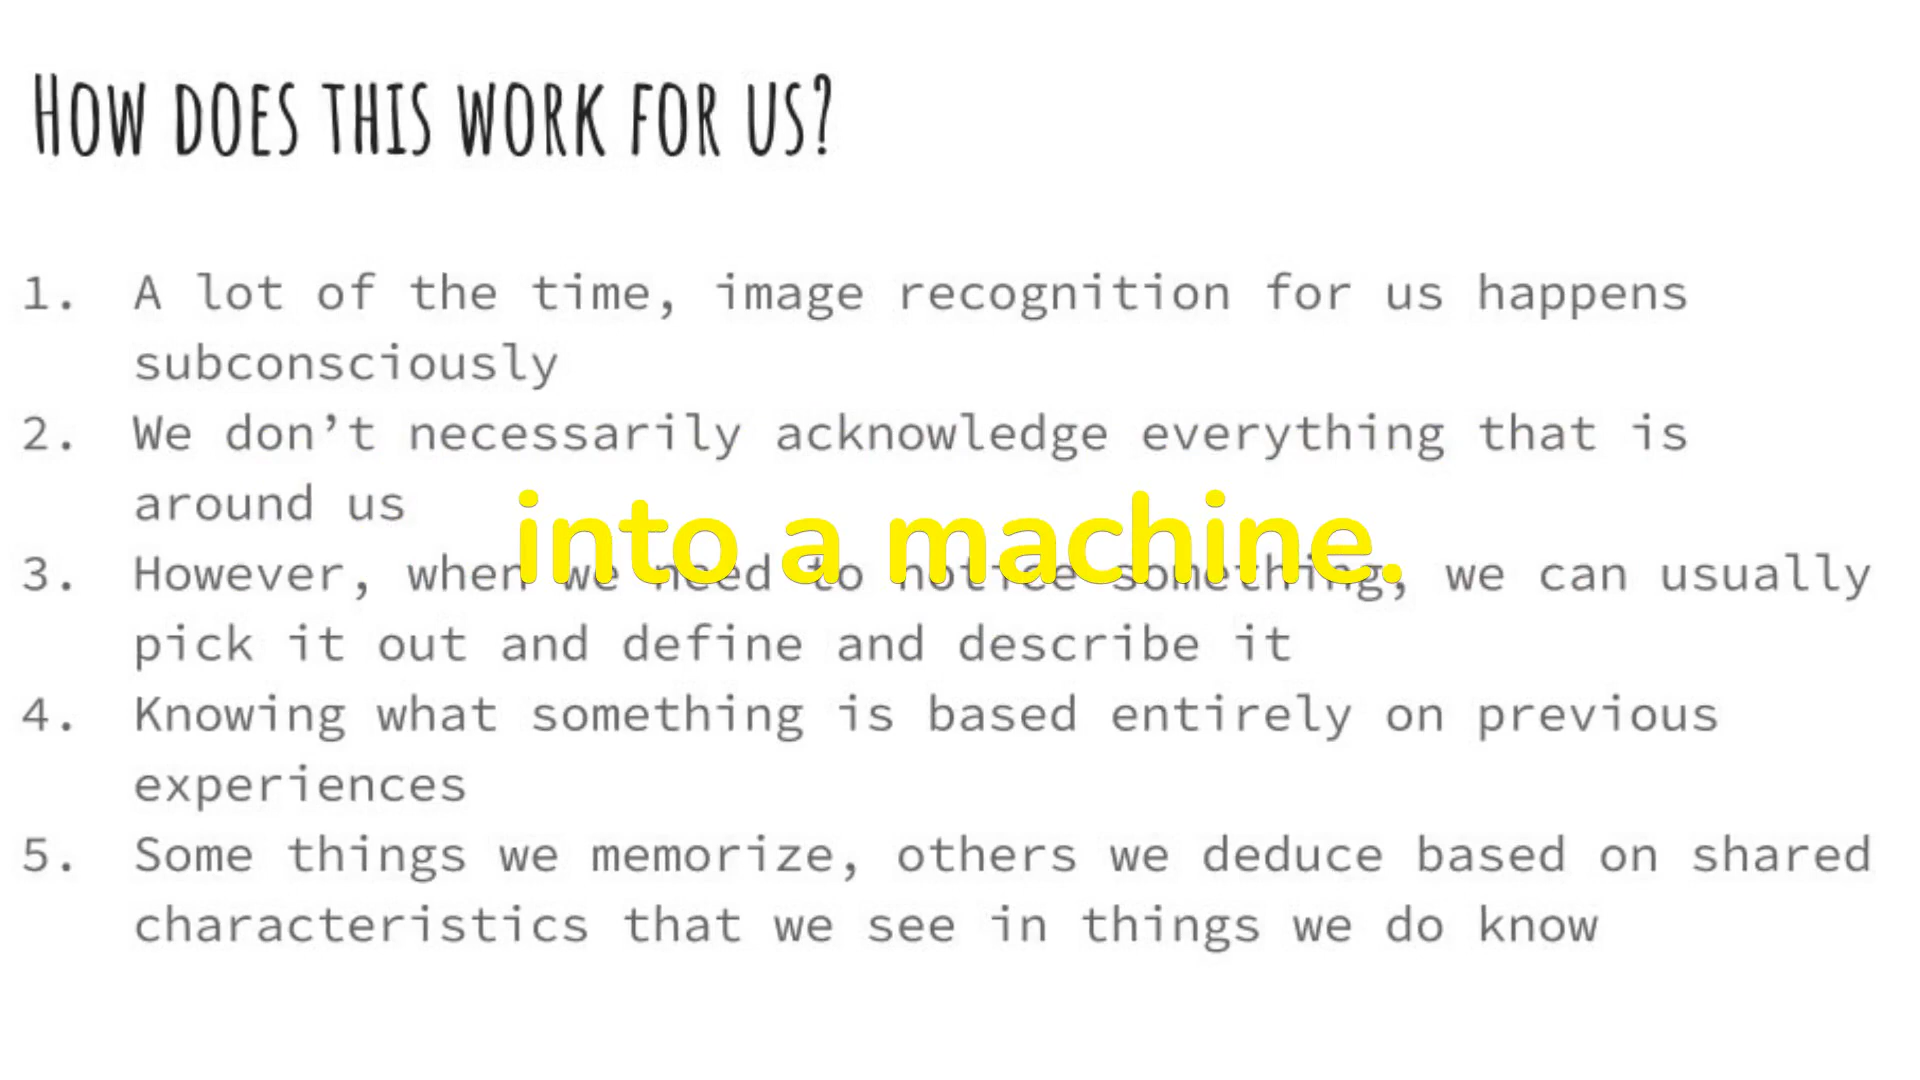 HOW DOES THIS WORK FOR US?
1. A lot of the time, image recognition for us happens
subconsciously
2. We don’t necessarily acknowledge everything that is
around us
into a machine.
3. However, when we need to notice something, we can usually
pick it out and define and describe it
4. Knowing what something is based entirely on previous
experiences
5. Some things we memorize, others we deduce based on shared
characteristics that we see in things we do know